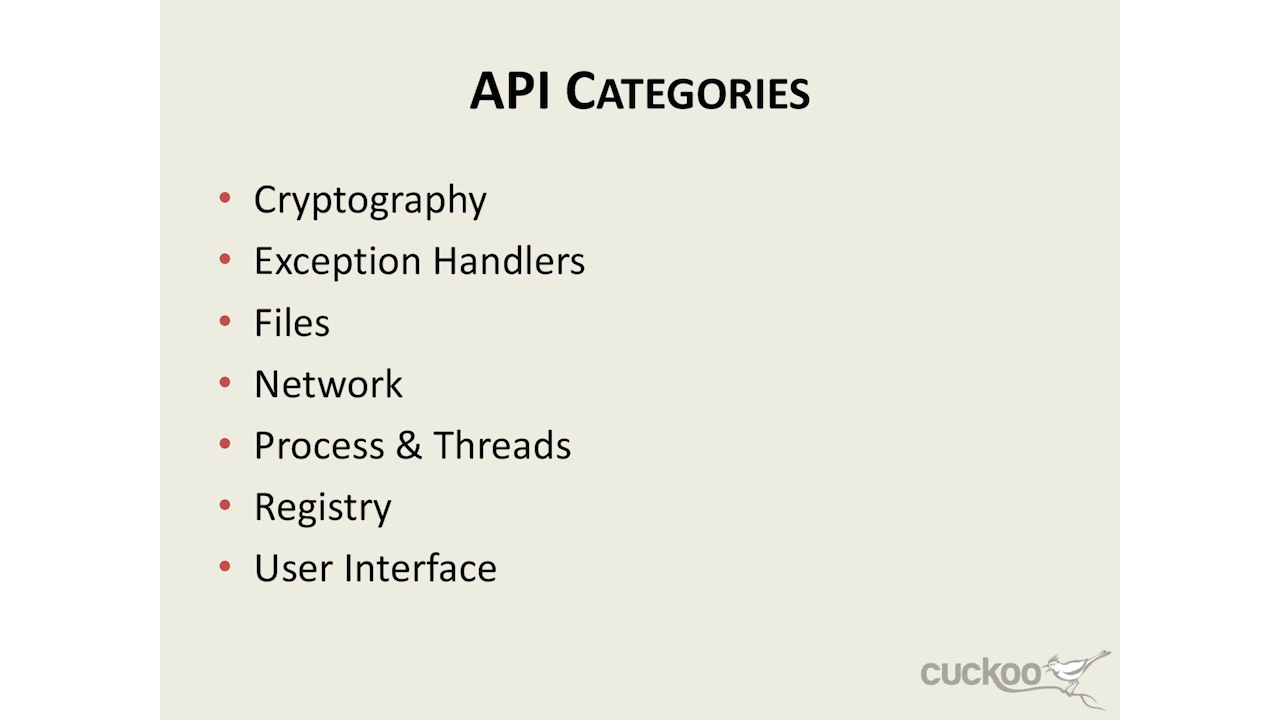 API CATEGORIES
• Cryptography
• Exception Handlers
• Files
• Network
• Process & Threads
• Registry
• User Interface
cuckoo